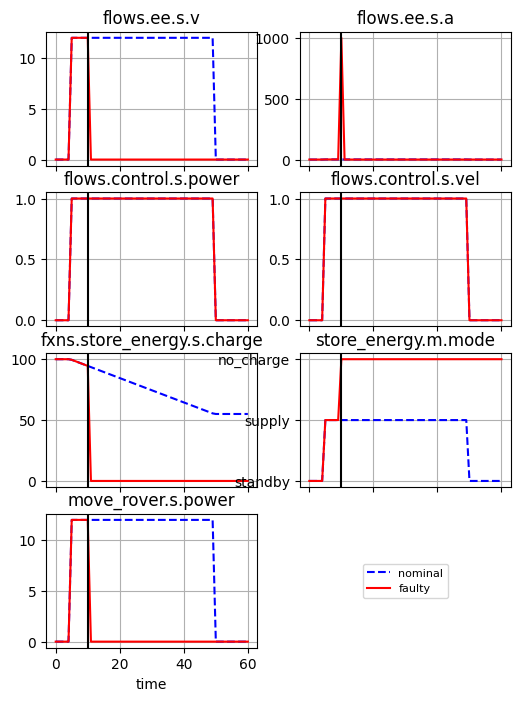 flows.ee.s.v
flows.ee.s.a
10
5
0
1000
500
0
flows.control.s.power
flows.control.s.vel
1.0
0.5
0.0
1.0
0.5
0.0
fxns.store_energy.s.charge
store_energy.m.mode
100
50
0
no_charge
supply
standby
move_rover.s.power
10
5
0
0
20
40
60
time
nominal
faulty